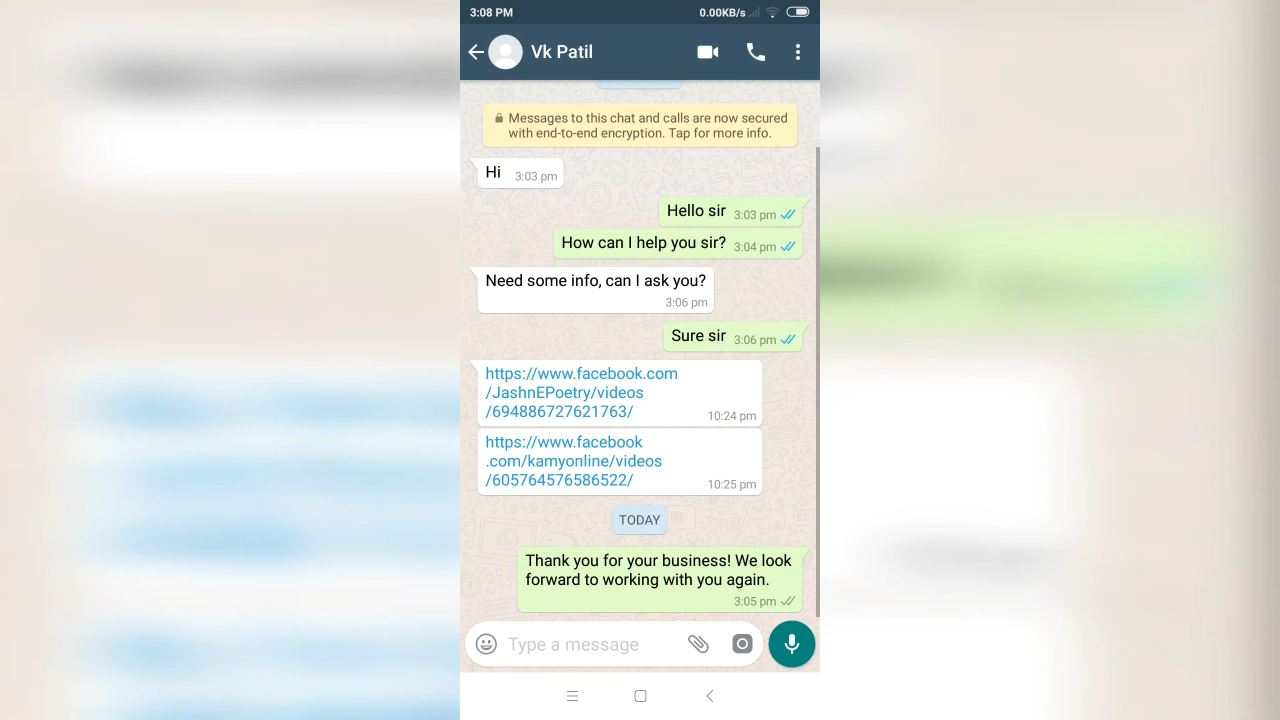 3:08 PM 0.00KB/s
Vk Patil
Messages to this chat and calls are now secured
with end-to-end encryption. Tap for more info.
Hi 3:03 pm
Hello sir 3:03 pm
How can I help you sir? 3:04 pm
Need some info, can I ask you?
3:06 pm
Sure sir 3:06 pm
https://www.facebook.com
/JashnEPoetry/videos
/694886727621763/ 10:24 pm
https://www.facebook
.com/kamyonline/videos
/605764576586522/ 10:25 pm
TODAY
Thank you for your business! We look
forward to working with you again.
3:05 pm
Type a message